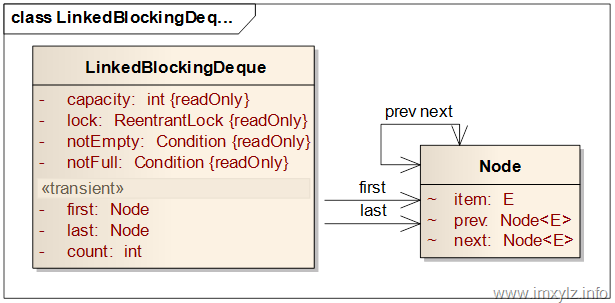 class LinkedBlockingDeq...
LinkedBlockingDeque
- capacity: int {readOnly}
- lock: ReentrantLock {readOnly}
- notEmpty: Condition {readOnly}
- notFull: Condition {readOnly}
«transient»
- first: Node
- last: Node
- count: int
first
last
prev next
Node
~ item: E
~ prev: Node<E>
~ next: Node<E>
www.imxylz.info